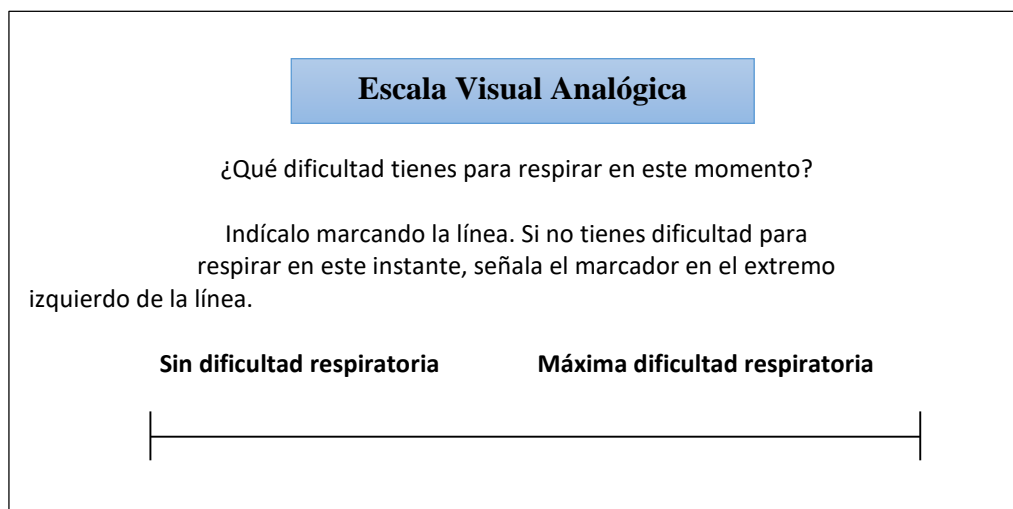 Escala Visual Analógica
¿Qué dificultad tienes para respirar en este momento?
Indícalo marcando la línea. Si no tienes dificultad para
respirar en este instante, señala el marcador en el extremo
izquierdo de la línea.
Sin dificultad respiratoria Máxima dificultad respiratoria